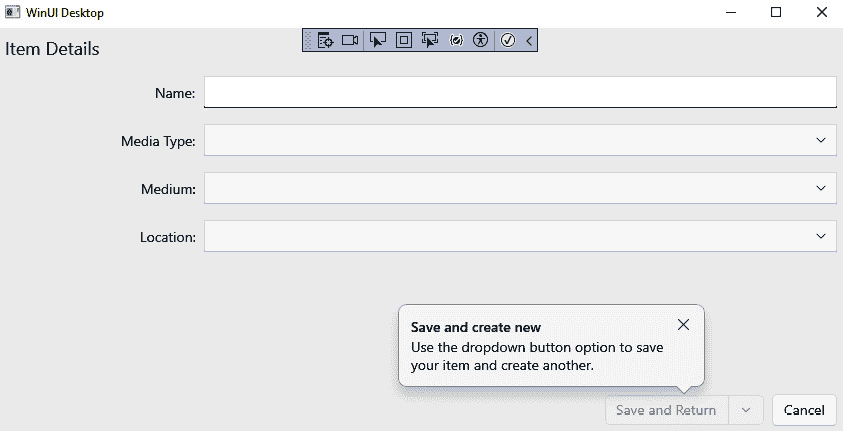 WinUI Desktop
Item Details
Name:
Media Type:
Medium:
Location:
Save and create new
Use the dropdown button option to save
your item and create another.
Save and Return
Cancel